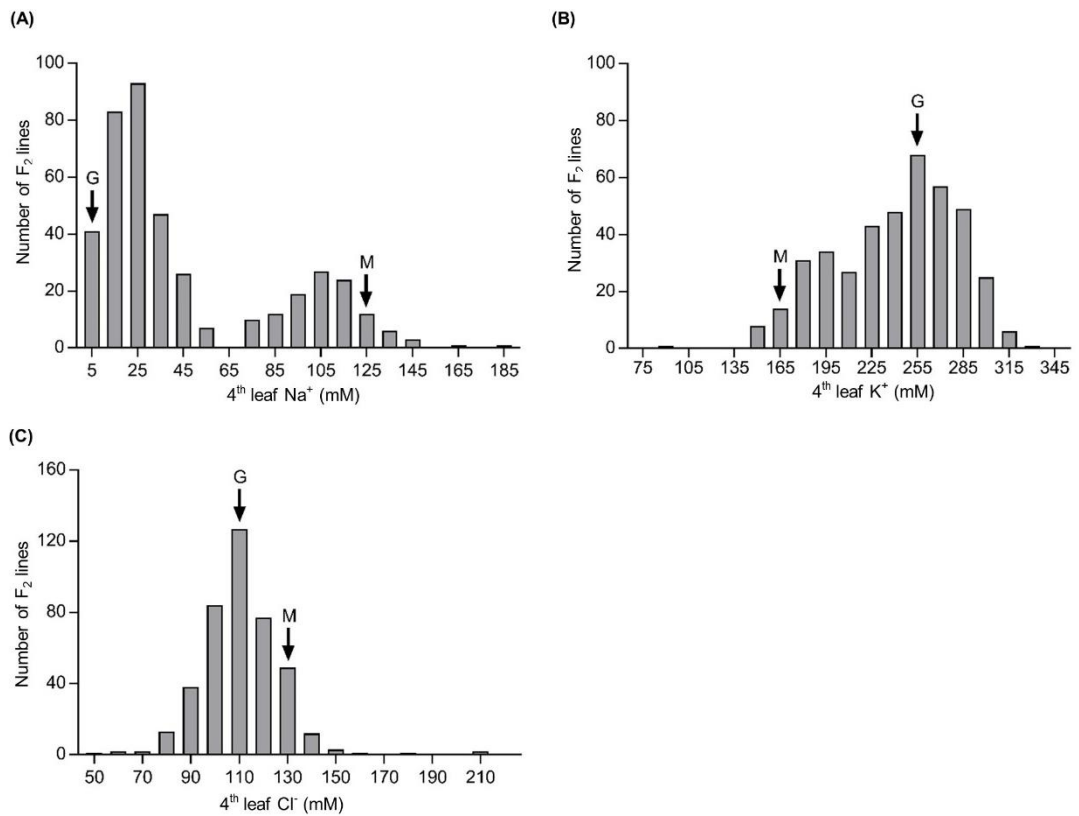 (A)
100
80
60
40
20
0
Number of F₂ lines
G
M
5 25 45 65 85 105 125 145 165 185
4ᵗʰ leaf Na⁺ (mM)
(B)
100
80
60
40
20
0
Number of F₂ lines
M
G
75 105 135 165 195 225 255 285 315 345
4ᵗʰ leaf K⁺ (mM)
(C)
160
120
80
40
0
Number of F₂ lines
G
M
50 70 90 110 130 150 170 190 210
4ᵗʰ leaf Cl⁻ (mM)